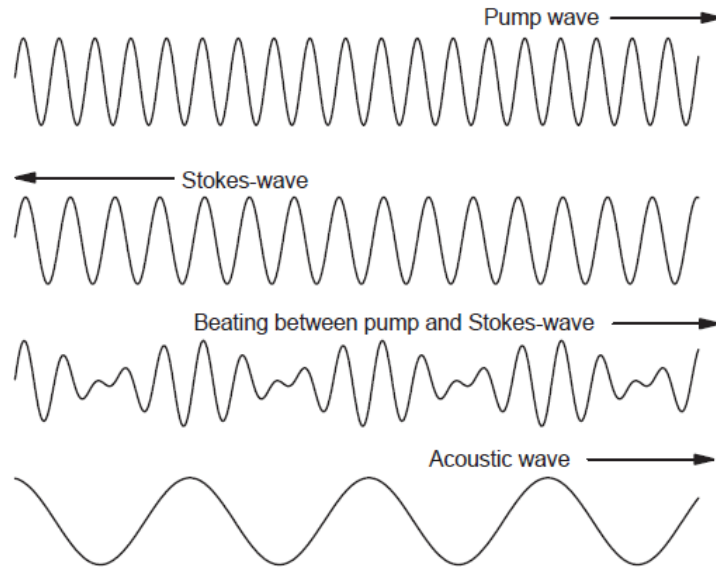 Pump wave
Stokes-wave
Beating between pump and Stokes-wave
Acoustic wave